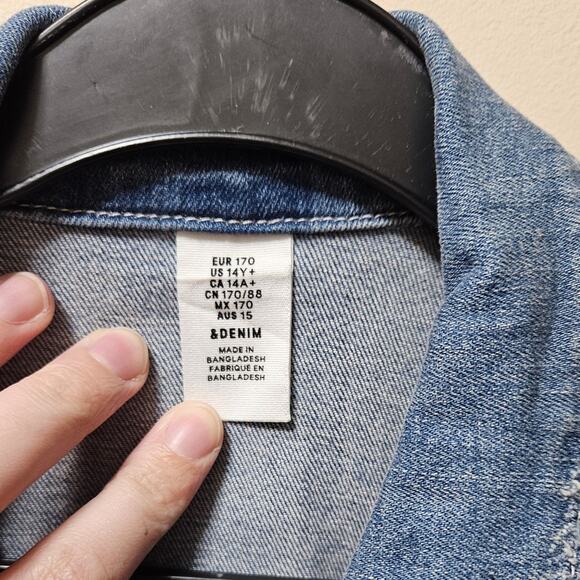 EUR 170
US 14Y+
CA 14A+
CN 170/88
MX 170
AUS 15
&DENIM
MADE IN
BANGLADESH
FABRIQUÉ EN
BANGLADESH